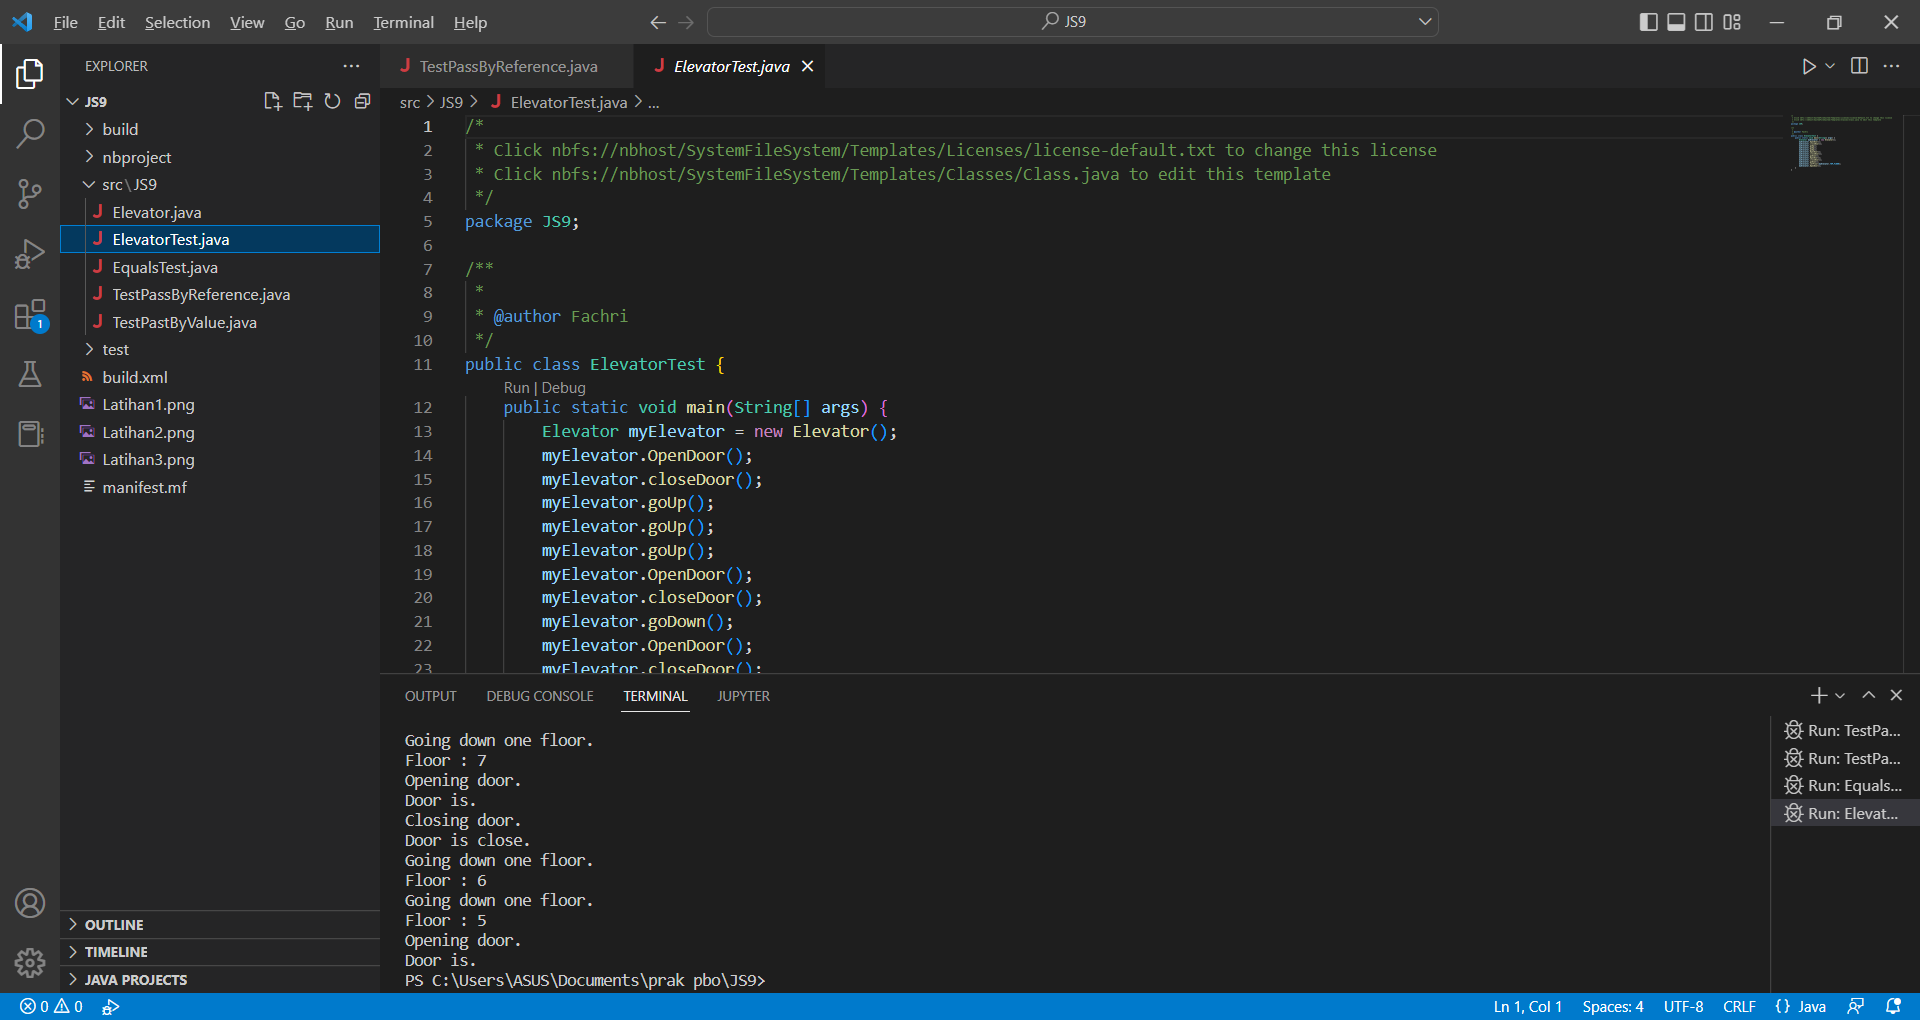 File Edit Selection View Go Run Terminal Help
JS9
EXPLORER
JS9
build
nbproject
src\JS9
Elevator.java
ElevatorTest.java
EqualsTest.java
TestPassByReference.java
TestPastByValue.java
test
build.xml
Latihan1.png
Latihan2.png
Latihan3.png
manifest.mf
OUTLINE
TIMELINE
JAVA PROJECTS
1
TestPassByReference.java
ElevatorTest.java
src > JS9 > ElevatorTest.java > ...
1 /*
2 * Click nbfs://nbhost/SystemFileSystem/Templates/Licenses/license-default.txt to change this license
3 * Click nbfs://nbhost/SystemFileSystem/Templates/Classes/Class.java to edit this template
4 */
5 package JS9;
6
7 /**
8 *
9 * @author Fachri
10 */
11 public class ElevatorTest {
Run | Debug
12 public static void main(String[] args) {
13 Elevator myElevator = new Elevator();
14 myElevator.OpenDoor();
15 myElevator.closeDoor();
16 myElevator.goUp();
17 myElevator.goUp();
18 myElevator.goUp();
19 myElevator.OpenDoor();
20 myElevator.closeDoor();
21 myElevator.goDown();
22 myElevator.OpenDoor();
23 myElevator.closeDoor();
OUTPUT DEBUG CONSOLE TERMINAL JUPYTER
Going down one floor.
Floor : 7
Opening door.
Door is.
Closing door.
Door is close.
Going down one floor.
Floor : 6
Going down one floor.
Floor : 5
Opening door.
Door is.
PS C:\Users\ASUS\Documents\prak pbo\JS9>
Run: TestPa...
Run: TestPa...
Run: Equals...
Run: Elevat...
0 0
Ln 1, Col 1 Spaces: 4 UTF-8 CRLF {} Java